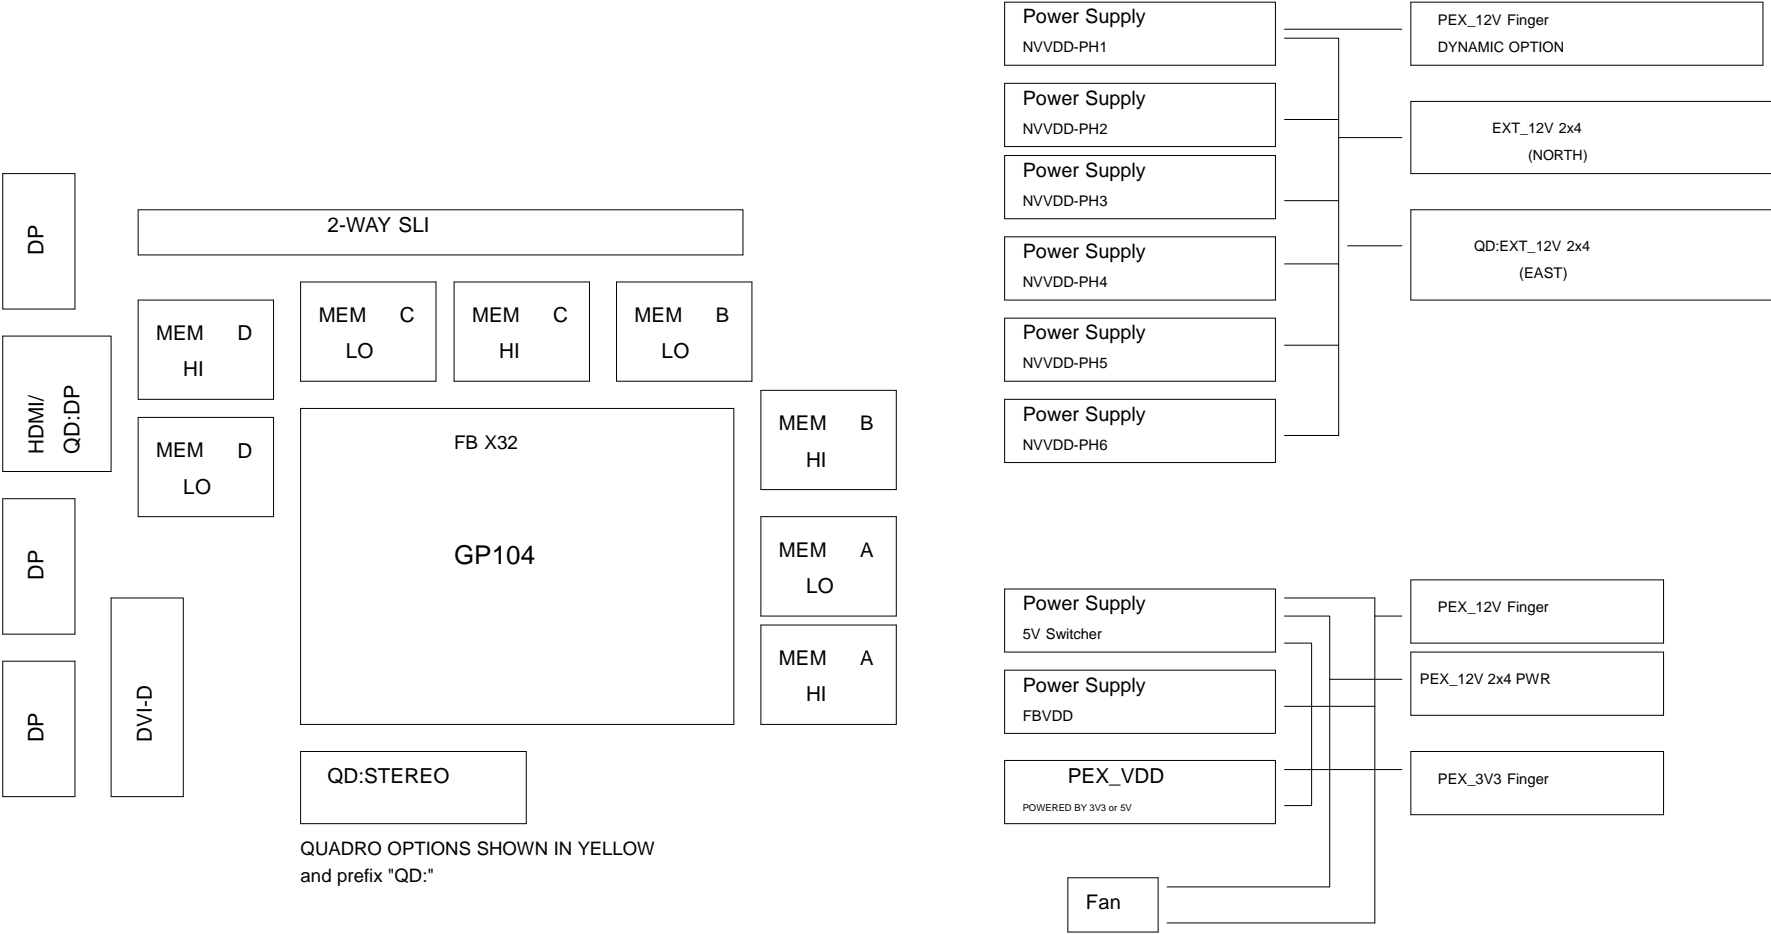 DP
HDMI/
QD:DP
DP
DP
DVI-D
2-WAY SLI
MEM D
HI
MEM D
LO
MEM C
LO
MEM C
HI
MEM B
LO
MEM B
HI
MEM A
LO
MEM A
HI
FB X32
GP104
QD:STEREO
QUADRO OPTIONS SHOWN IN YELLOW
and prefix "QD:"
Power Supply
NVVDD-PH1
Power Supply
NVVDD-PH2
Power Supply
NVVDD-PH3
Power Supply
NVVDD-PH4
Power Supply
NVVDD-PH5
Power Supply
NVVDD-PH6
PEX_12V Finger
DYNAMIC OPTION
EXT_12V 2x4
(NORTH)
QD:EXT_12V 2x4
(EAST)
Power Supply
5V Switcher
Power Supply
FBVDD
PEX_VDD
POWERED BY 3V3 or 5V
Fan
PEX_12V Finger
PEX_12V 2x4 PWR
PEX_3V3 Finger